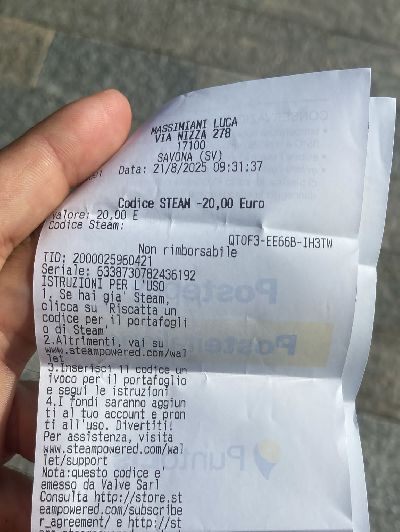 MASSIMIANI LUCA
VIA NIZZA 278
17100
SAVONA (SV)
Data: 21/8/2025 09:31:37
Codice STEAM -20,00 Euro
Valore: 20,00 E
Codice Steam:
QTOF3-EE66B-IH3TW
Non rimborsabile
TID: 2000025960421
Seriale: 6338730782436192
ISTRUZIONI PER L'USO
1. Se hai gia' Steam,
clicca su 'Riscatta un
codice per il portafogli
o di Steam'
2.Altrimenti, vai su
www.steampowered.com/wal
let
3.Inserisci il codice un
ivoco per il portafoglio
e segui le istruzioni
4.I fondi saranno aggiun
ti al tuo account e pron
ti all'uso. Divertiti.
Per assistenza, visita
www.steampowered.com/wal
let/support
Nota:questo codice e'
emesso da Valve Sarl
Consulta http://store.st
eampowered.com/subscribe
r_agreement/ e http://st